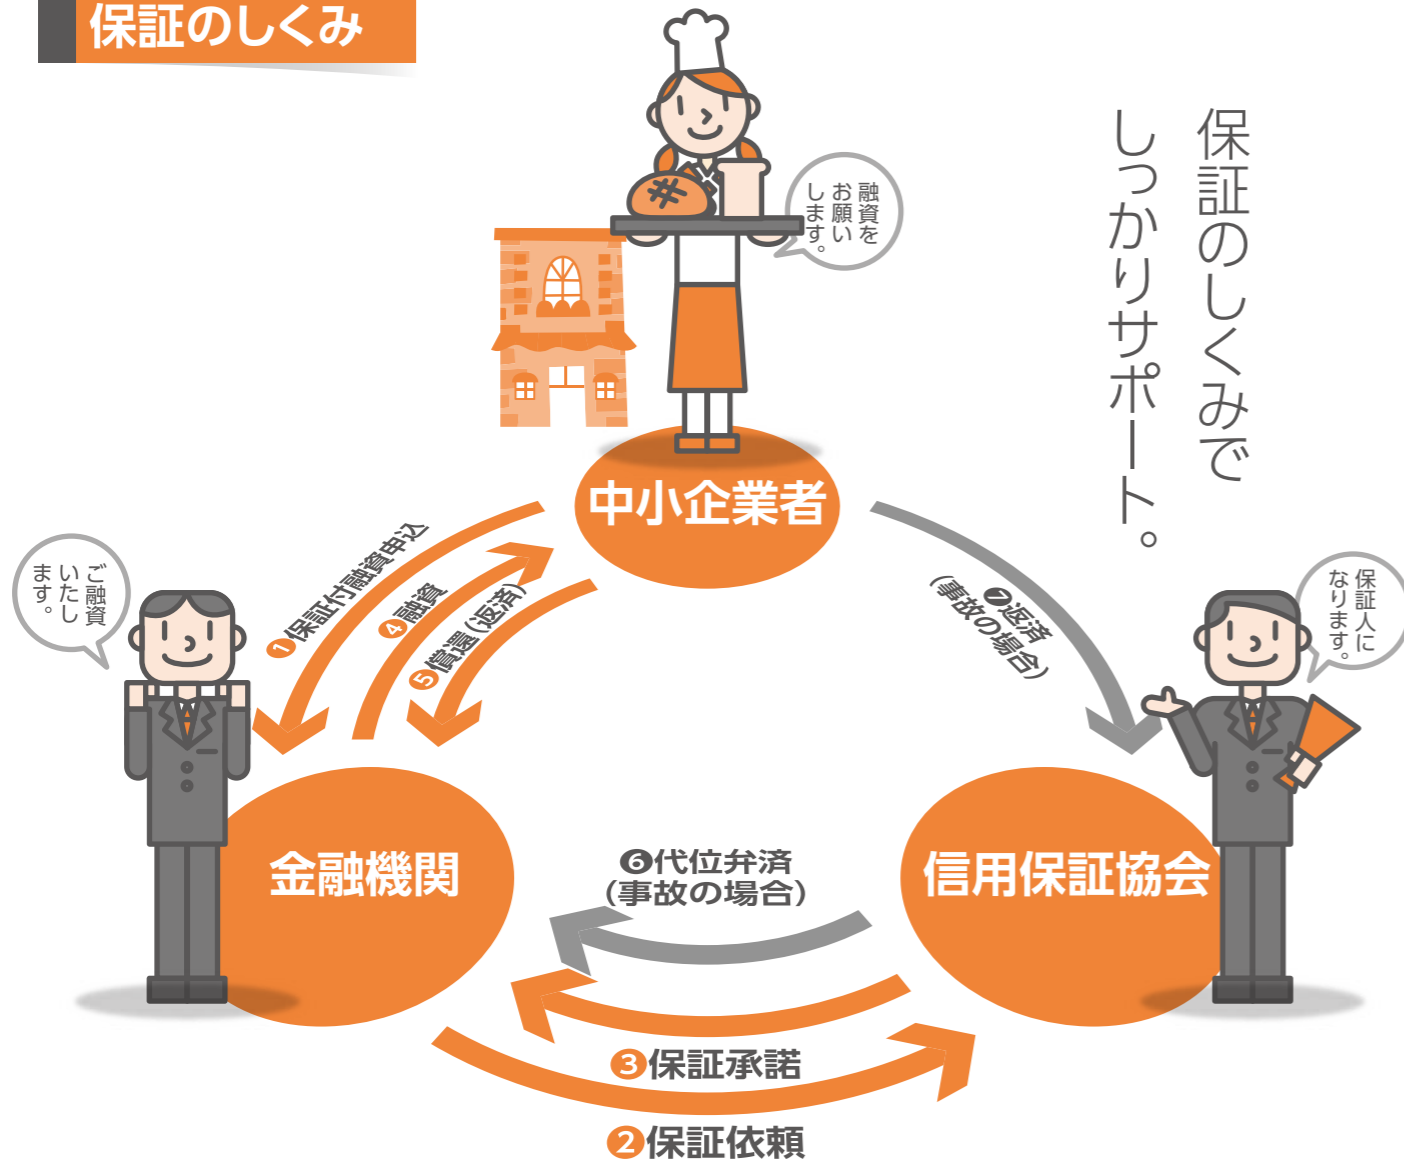 保証のしくみ
保証のしくみで
しっかりサポート。
融資を
お願い
します。
中小企業者
❶保証付融資申込
❹融資
❺償還(返済)
❼返済
(事故の場合)
ご融資
いたし
ます。
保証人に
なります。
金融機関
信用保証協会
❻代位弁済
(事故の場合)
❸保証承諾
❷保証依頼